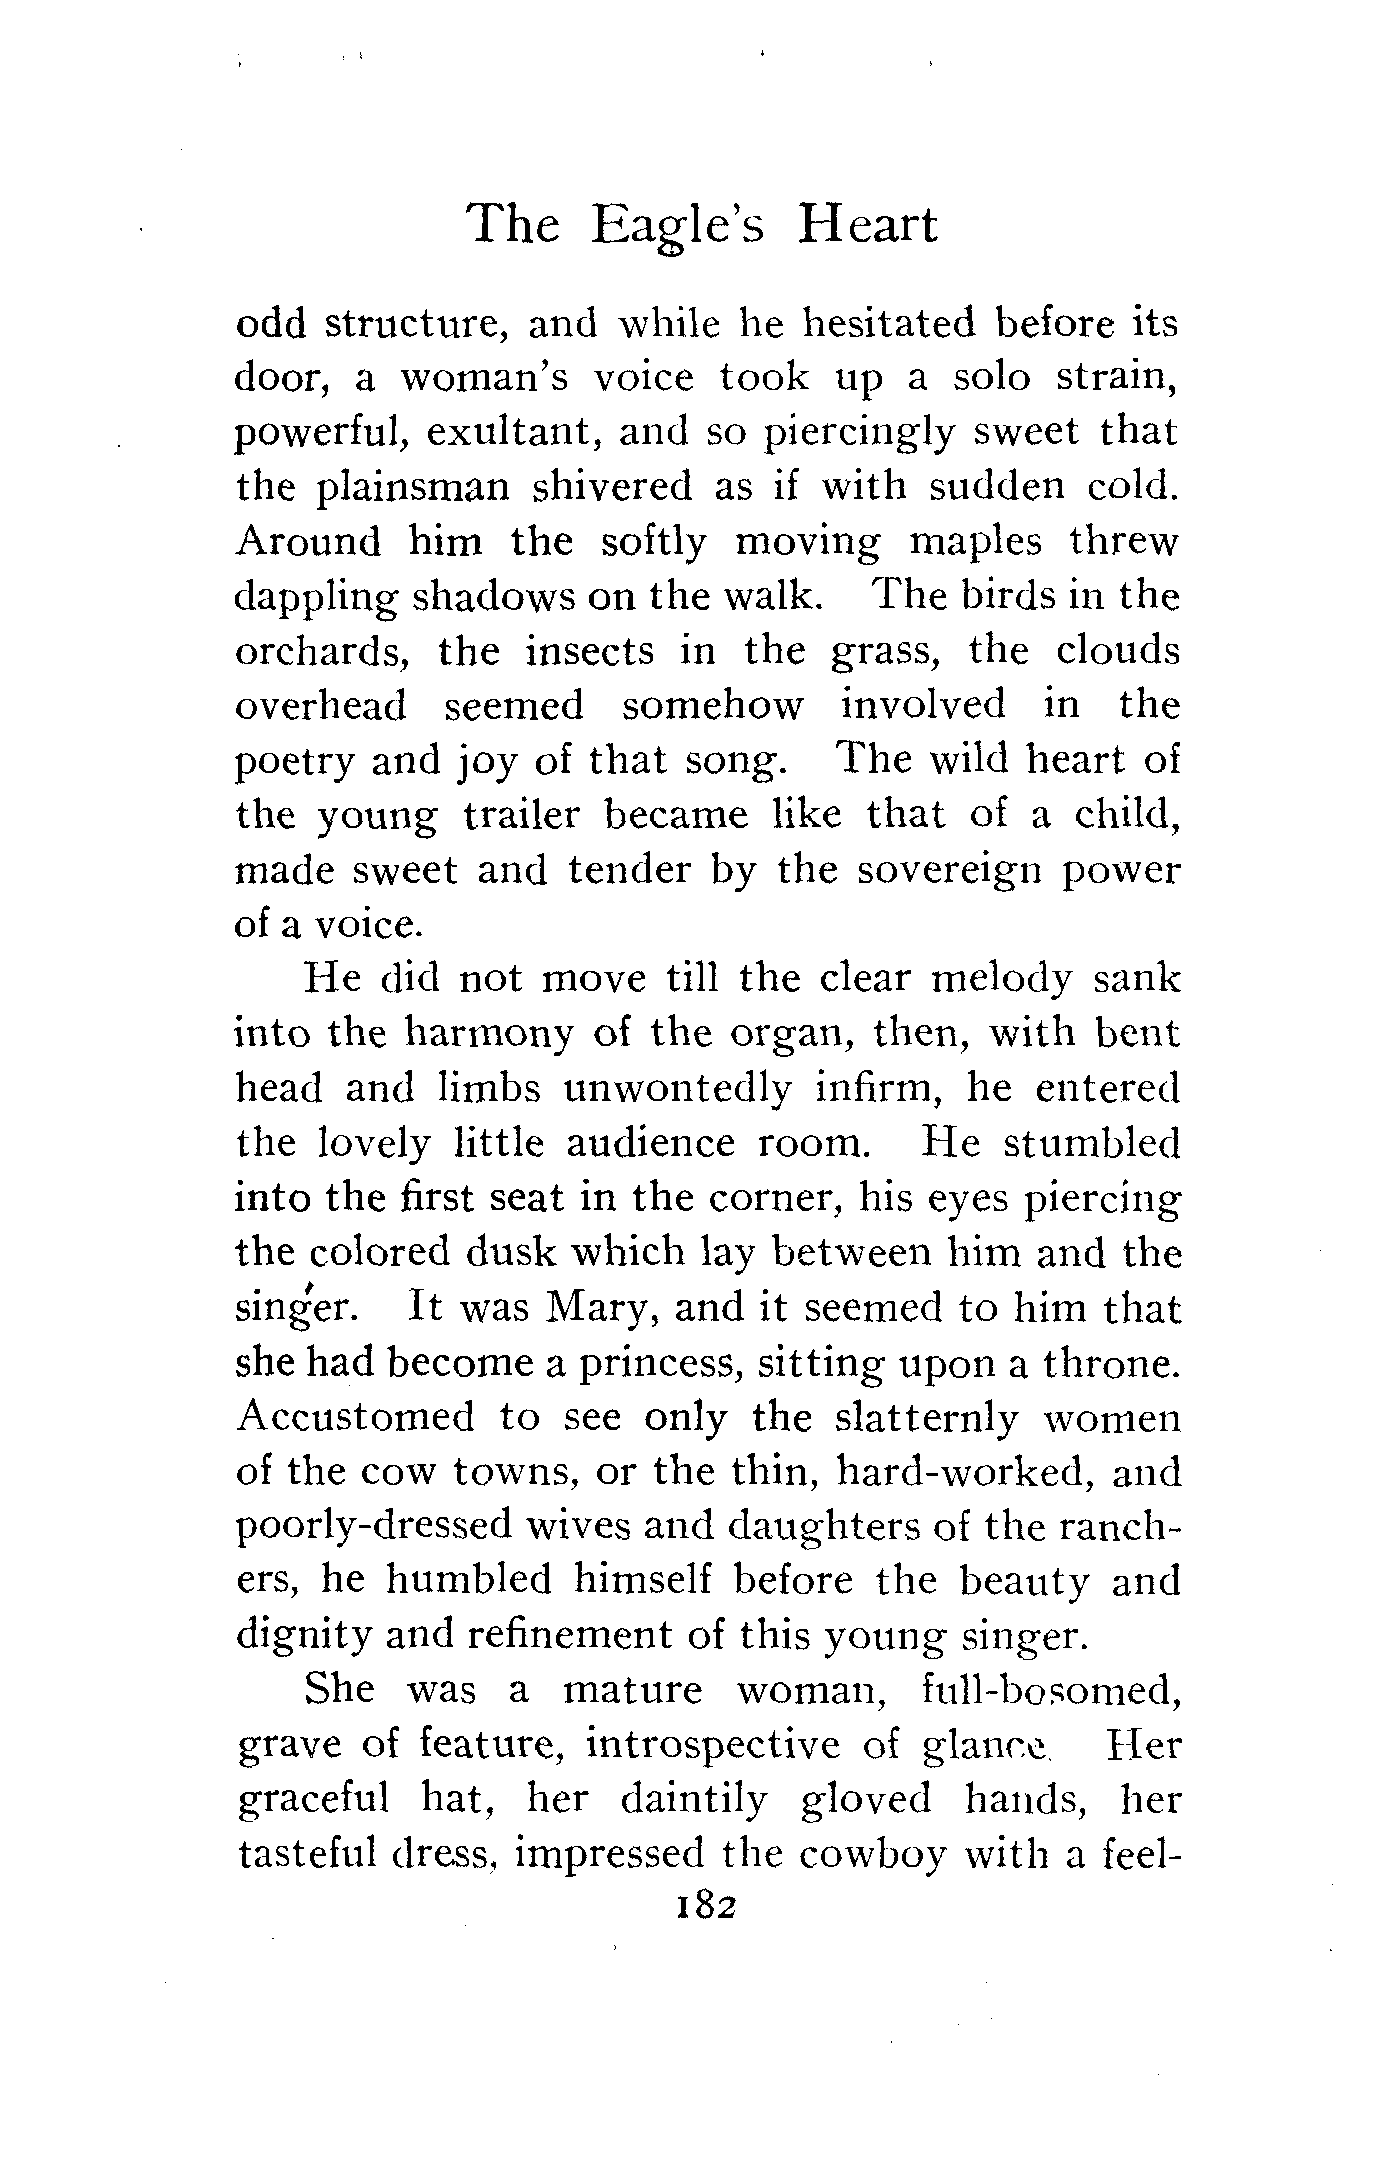 The Eagle's Heart
odd structure, and while he hesitated before its
door, a woman's voice took up a solo strain,
powerful, exultant, and so piercingly sweet that
the plainsman shivered as if with sudden cold.
Around him the softly moving maples threw
dappling shadows on the walk. The birds in the
orchards, the insects in the grass, the clouds
overhead seemed somehow involved in the
poetry and joy of that song. The wild heart of
the young trailer became like that of a child,
made sweet and tender by the sovereign power
of a voice.
He did not move till the clear melody sank
into the harmony of the organ, then, with bent
head and limbs unwontedly infirm, he entered
the lovely little audience room. He stumbled
into the first seat in the corner, his eyes piercing
the colored dusk which lay between him and the
singer. It was Mary, and it seemed to him that
she had become a princess, sitting upon a throne.
Accustomed to see only the slatternly women
of the cow towns, or the thin, hard-worked, and
poorly-dressed wives and daughters of the ranch-
ers, he humbled himself before the beauty and
dignity and refinement of this young singer.
She was a mature woman, full-bosomed,
grave of feature, introspective of glance. Her
graceful hat, her daintily gloved hands, her
tasteful dress, impressed the cowboy with a feel-
182